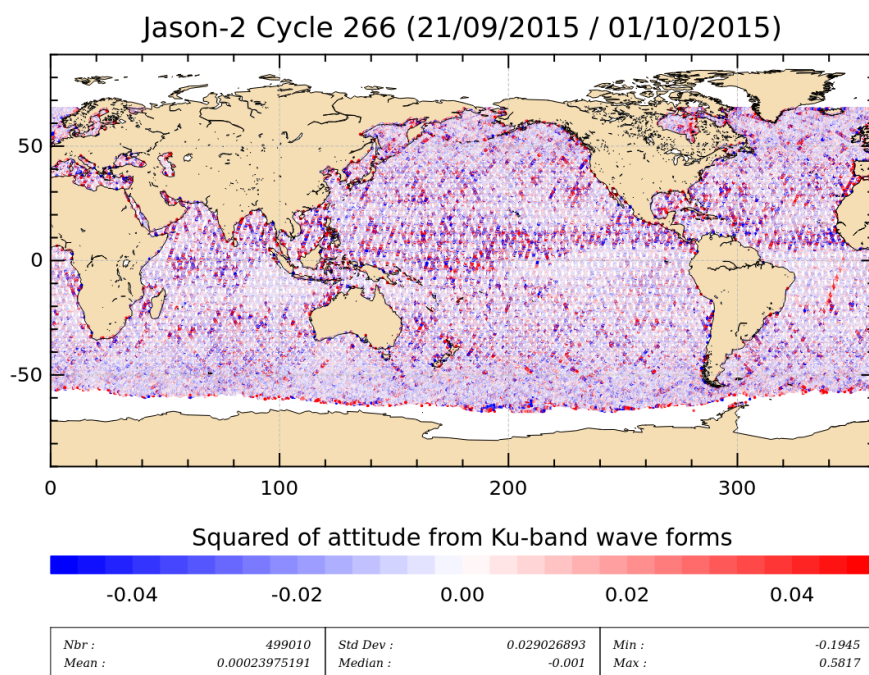 Jason-2 Cycle 266 (21/09/2015 / 01/10/2015)
50
0
-50
0 100 200 300
Squared of attitude from Ku-band wave forms
-0.04 -0.02 0.00 0.02 0.04
Nbr : 499010 Std Dev : 0.029026893 Min : -0.1945
Mean : 0.00023975191 Median : -0.001 Max : 0.5817